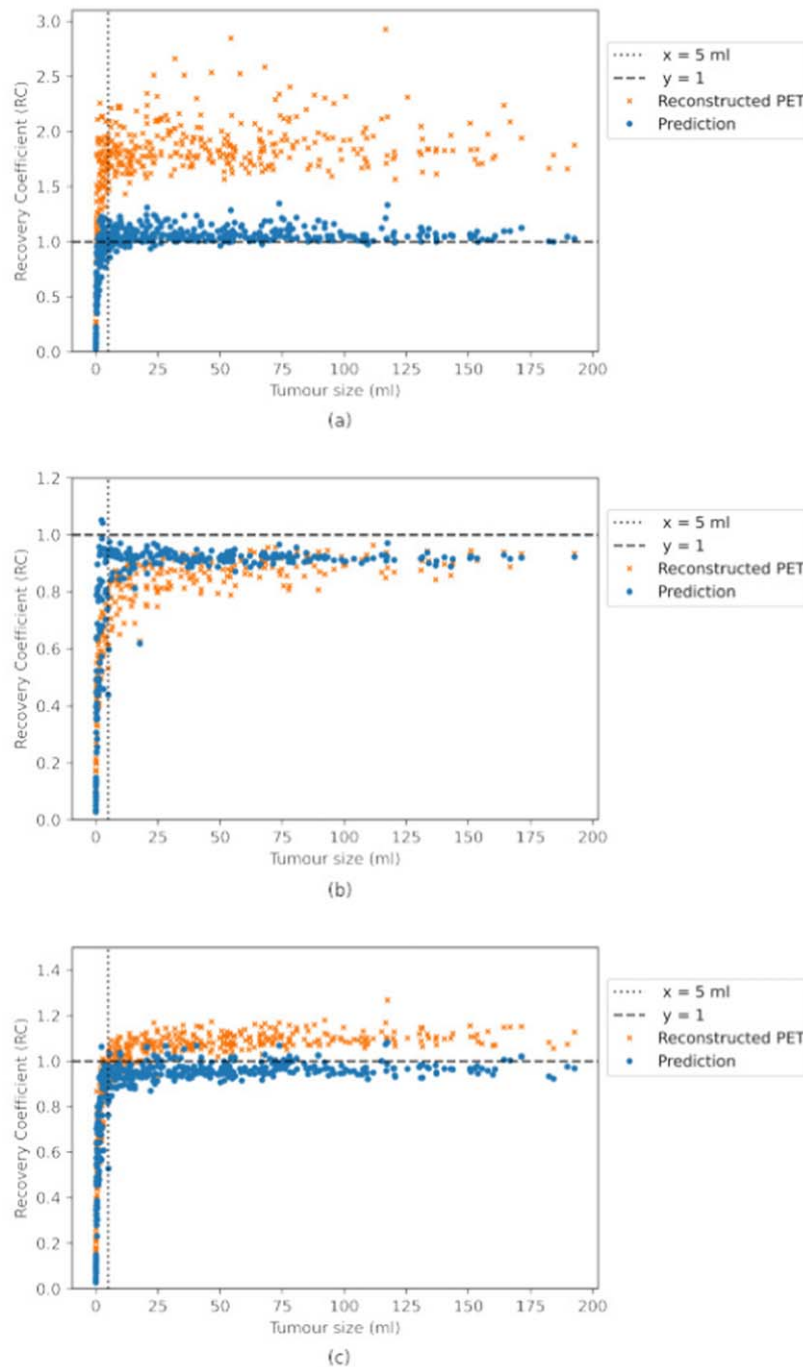 3.0
2.5
2.0
1.5
1.0
0.5
0.0
Recovery Coefficient (RC)
0 25 50 75 100 125 150 175 200
Tumour size (ml)
x = 5 ml
y = 1
Reconstructed PET
Prediction
(a)
1.2
1.0
0.8
0.6
0.4
0.2
0.0
Recovery Coefficient (RC)
0 25 50 75 100 125 150 175 200
Tumour size (ml)
x = 5 ml
y = 1
Reconstructed PET
Prediction
(b)
1.4
1.2
1.0
0.8
0.6
0.4
0.2
0.0
Recovery Coefficient (RC)
0 25 50 75 100 125 150 175 200
Tumour size (ml)
x = 5 ml
y = 1
Reconstructed PET
Prediction
(c)